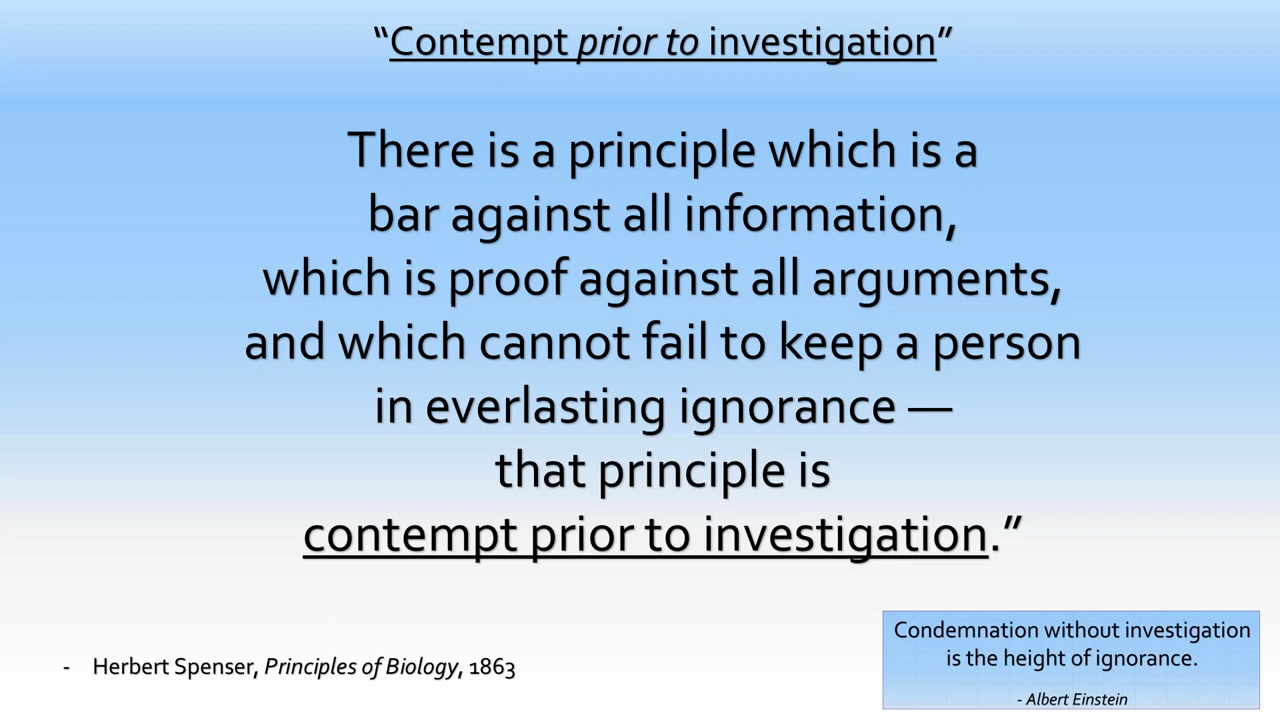 “Contempt prior to investigation”
There is a principle which is a
bar against all information,
which is proof against all arguments,
and which cannot fail to keep a person
in everlasting ignorance —
that principle is
contempt prior to investigation.”
- Herbert Spenser, Principles of Biology, 1863
Condemnation without investigation
is the height of ignorance.
- Albert Einstein